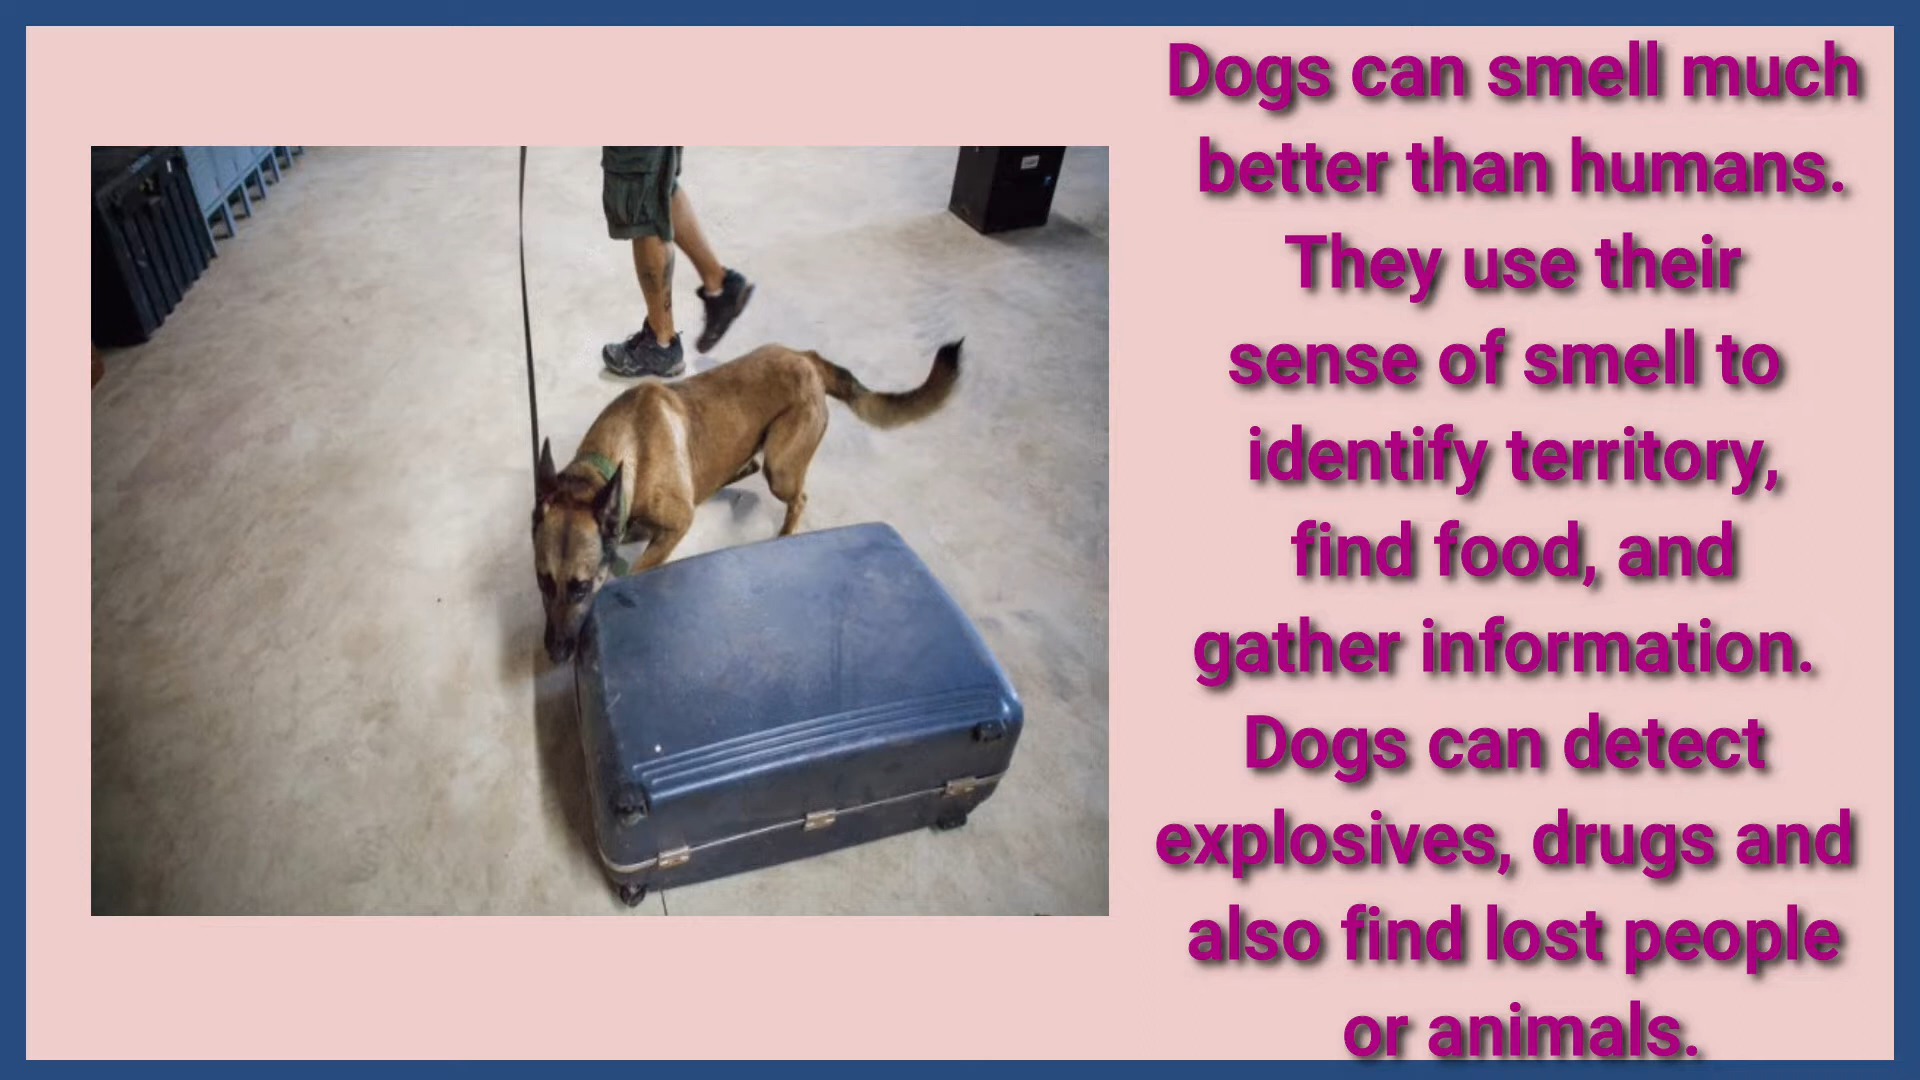 Dogs can smell much
better than humans.
They use their
sense of smell to
identify territory,
find food, and
gather information.
Dogs can detect
explosives, drugs and
also find lost people
or animals.